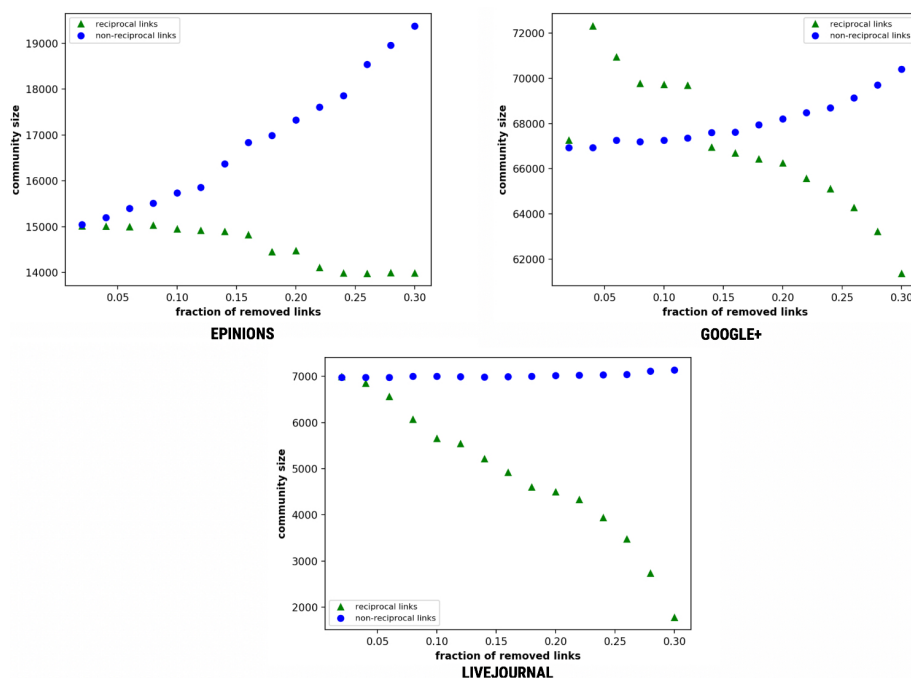 reciprocal links
non-reciprocal links
19000
18000
17000
16000
15000
14000
community size
0.05 0.10 0.15 0.20 0.25 0.30
fraction of removed links
EPINIONS
reciprocal links
non-reciprocal links
72000
70000
68000
66000
64000
62000
community size
0.05 0.10 0.15 0.20 0.25 0.30
fraction of removed links
GOOGLE+
7000
6000
5000
4000
3000
2000
community size
reciprocal links
non-reciprocal links
0.05 0.10 0.15 0.20 0.25 0.30
fraction of removed links
LIVEJOURNAL